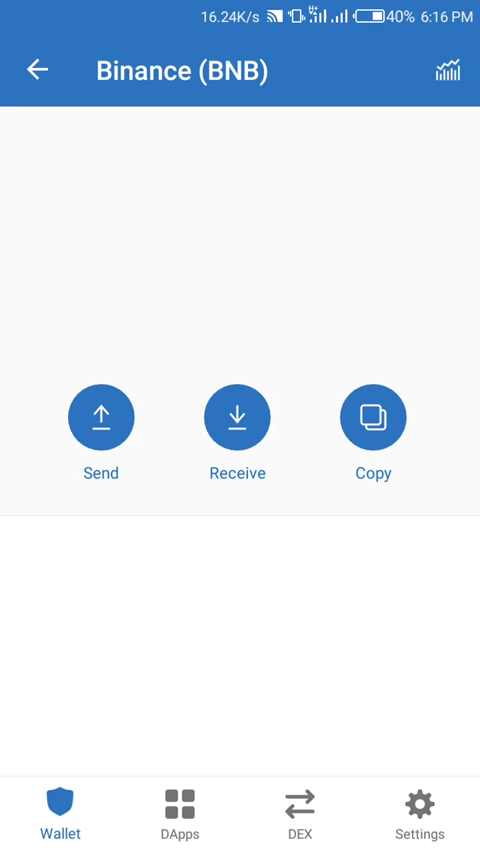 16.24K/s 40% 6:16 PM
Binance (BNB)
Send Receive Copy
Wallet DApps DEX Settings